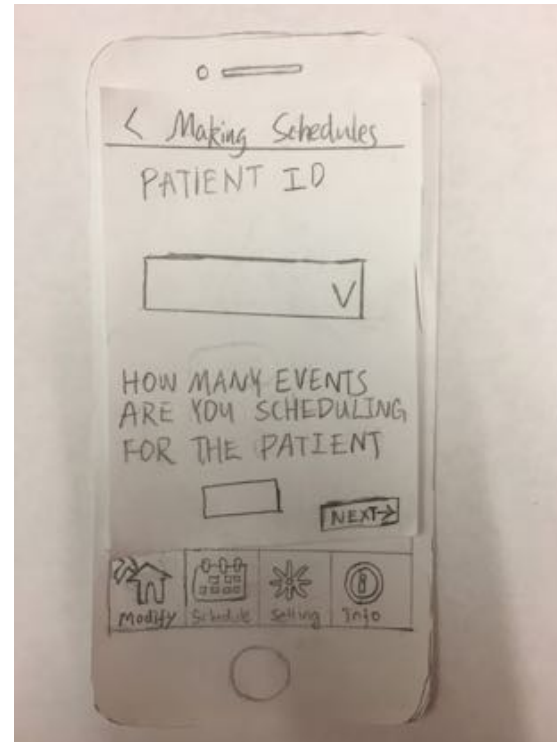 < Making Schedules
PATIENT ID
V
HOW MANY EVENTS
ARE YOU SCHEDULING
FOR THE PATIENT
NEXT→
Modify Schedule Setting Info